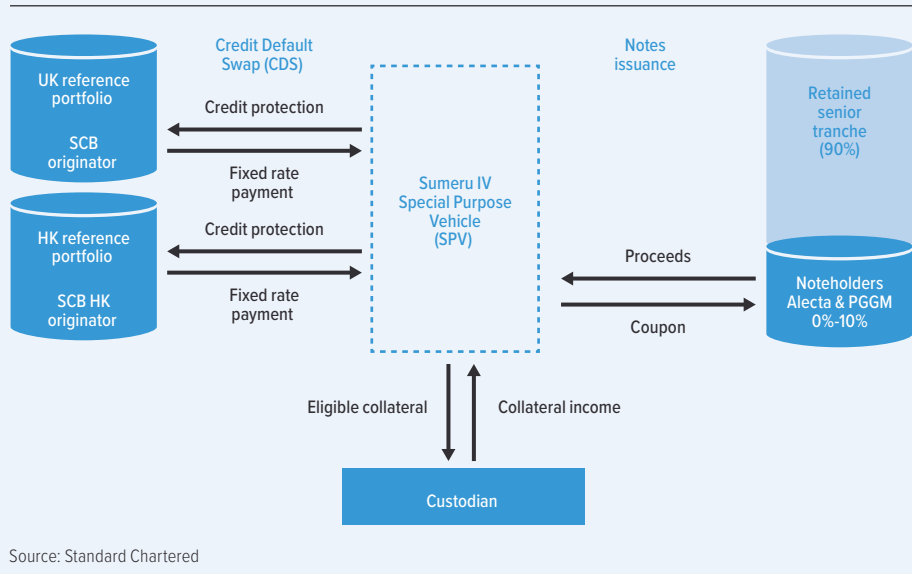 Credit Default
Swap (CDS)
Notes
issuance
UK reference
portfolio
SCB
originator
Credit protection
Fixed rate
payment
HK reference
portfolio
SCB HK
originator
Credit protection
Fixed rate
payment
Sumeru IV
Special Purpose
Vehicle
(SPV)
Retained
senior
tranche
(90%)
Proceeds
Coupon
Noteholders
Alecta & PGGM
0%-10%
Eligible collateral
Collateral income
Custodian
Source: Standard Chartered